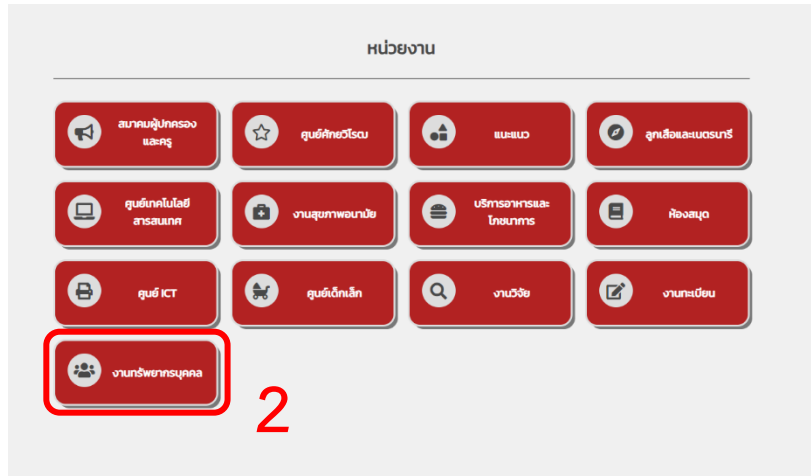 หน่วยงาน
สมาคมผู้ปกครอง
และครู
ศูนย์ศักยวิโรฒ
แนะแนว
ลูกเสือและเนตรนารี
ศูนย์เทคโนโลยี
สารสนเทศ
งานสุขภาพอนามัย
บริการอาหารและ
โภชนาการ
ห้องสมุด
ศูนย์ ICT
ศูนย์เด็กเล็ก
งานวิจัย
งานทะเบียน
งานทรัพยากรบุคคล
2